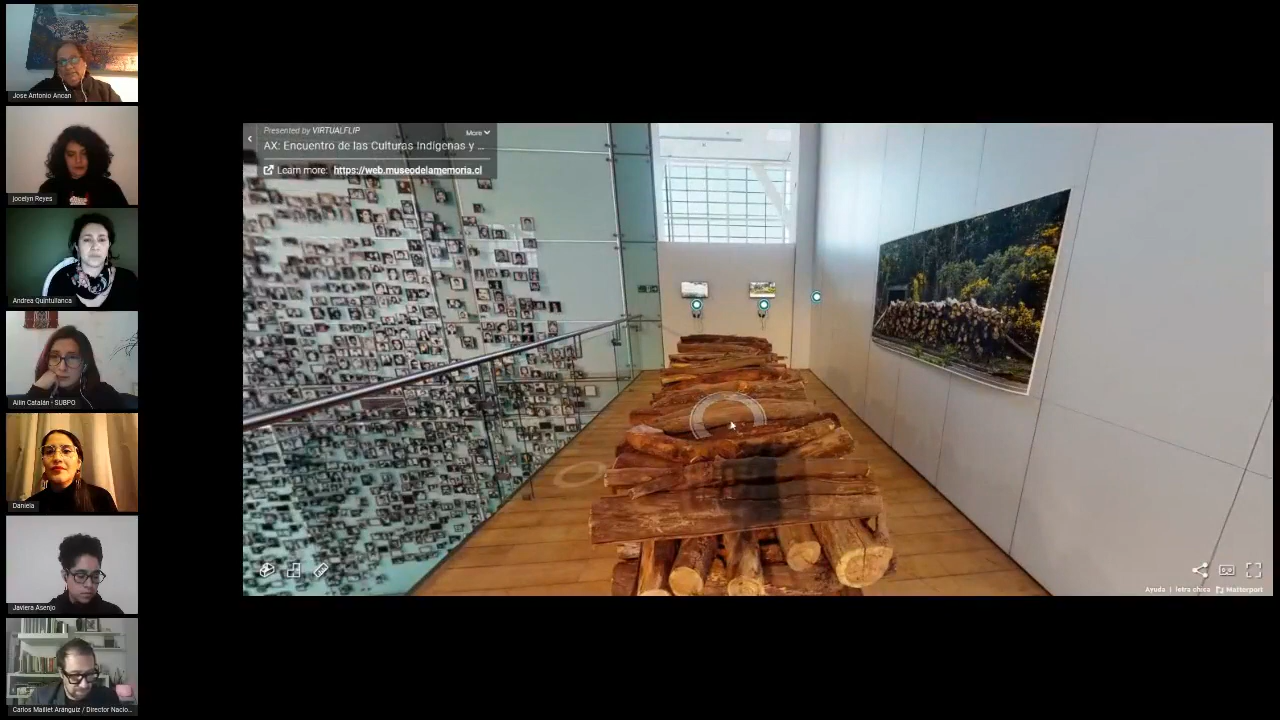 Jose Antonio Ancan
jocelyn Reyes
Andrea Quintullanca
Ailin Catalán - SUBPO
Daniela
Javiera Asenjo
Carlos Maillet Aránguiz / Director Nacio...
Presented by VIRTUALFLIP
More
AX: Encuentro de las Culturas Indígenas y ...
Learn more: https://web.museodelamemoria.cl
Ayuda | letra chica Matterport